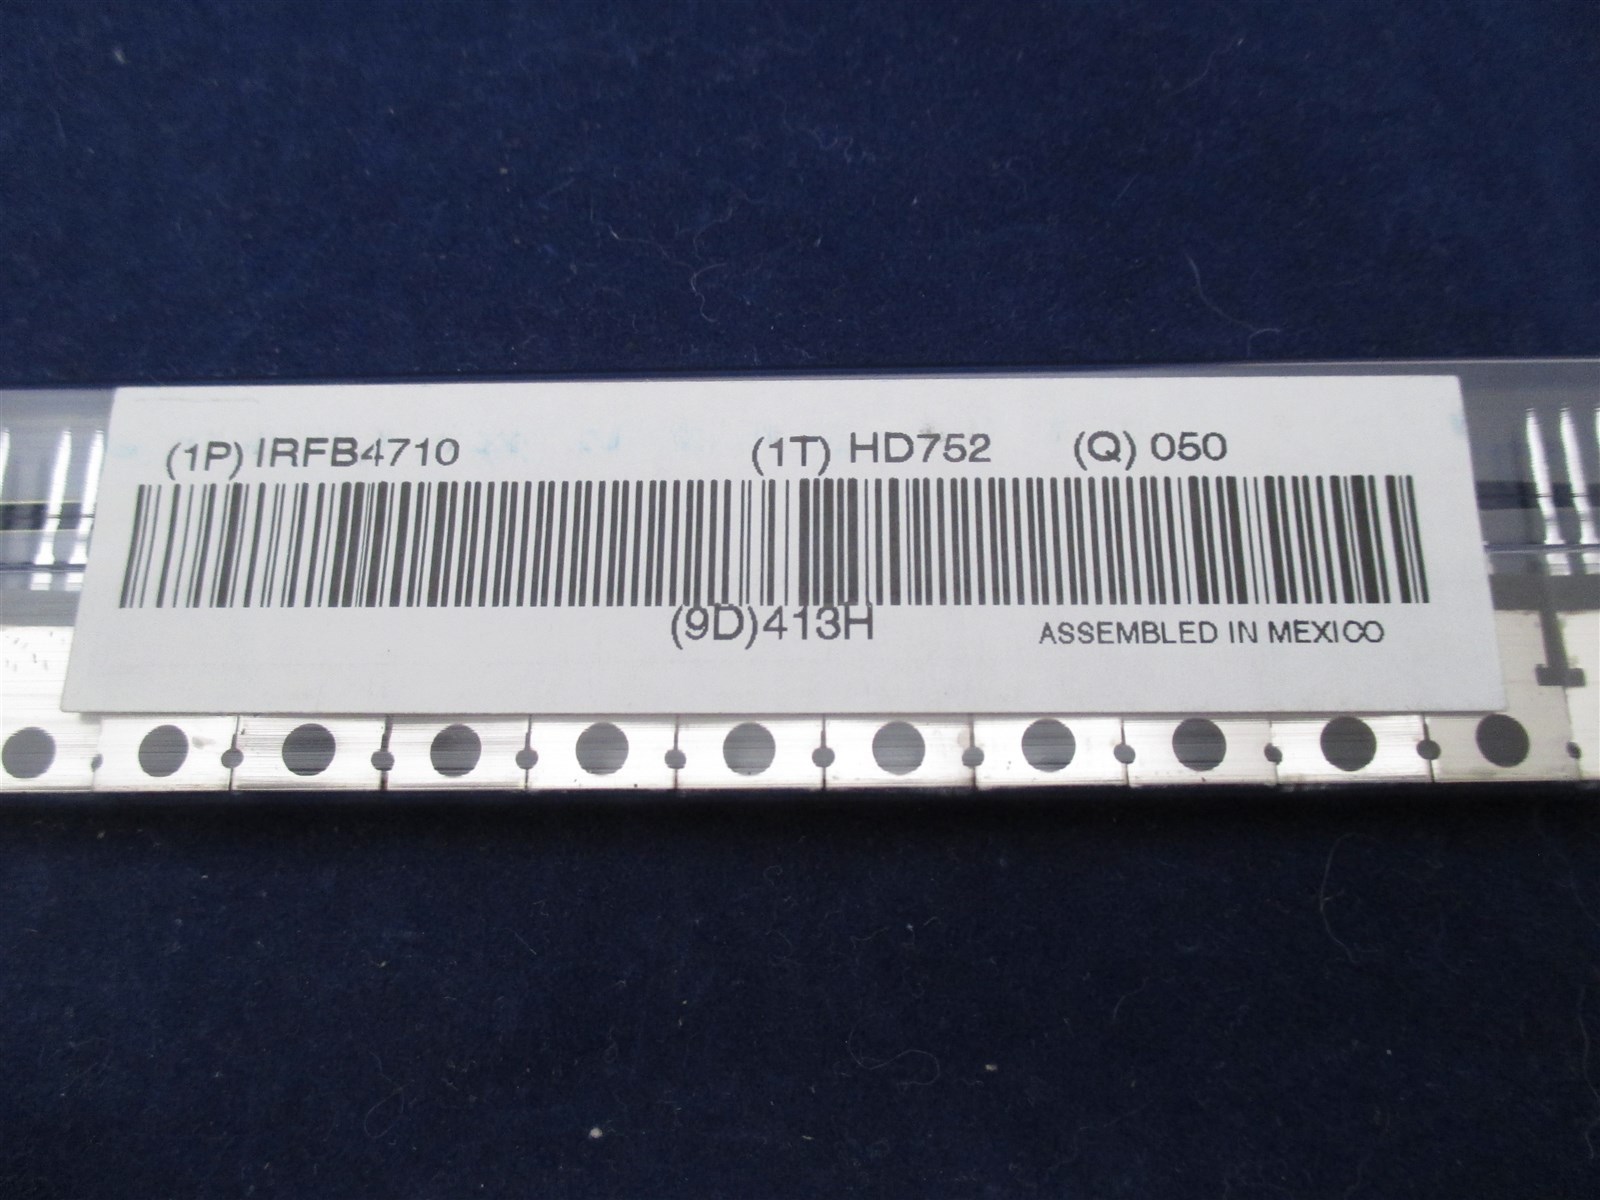 (1P) IRFB4710 (1T) HD752 (Q) 050
(9D)413H ASSEMBLED IN MEXICO